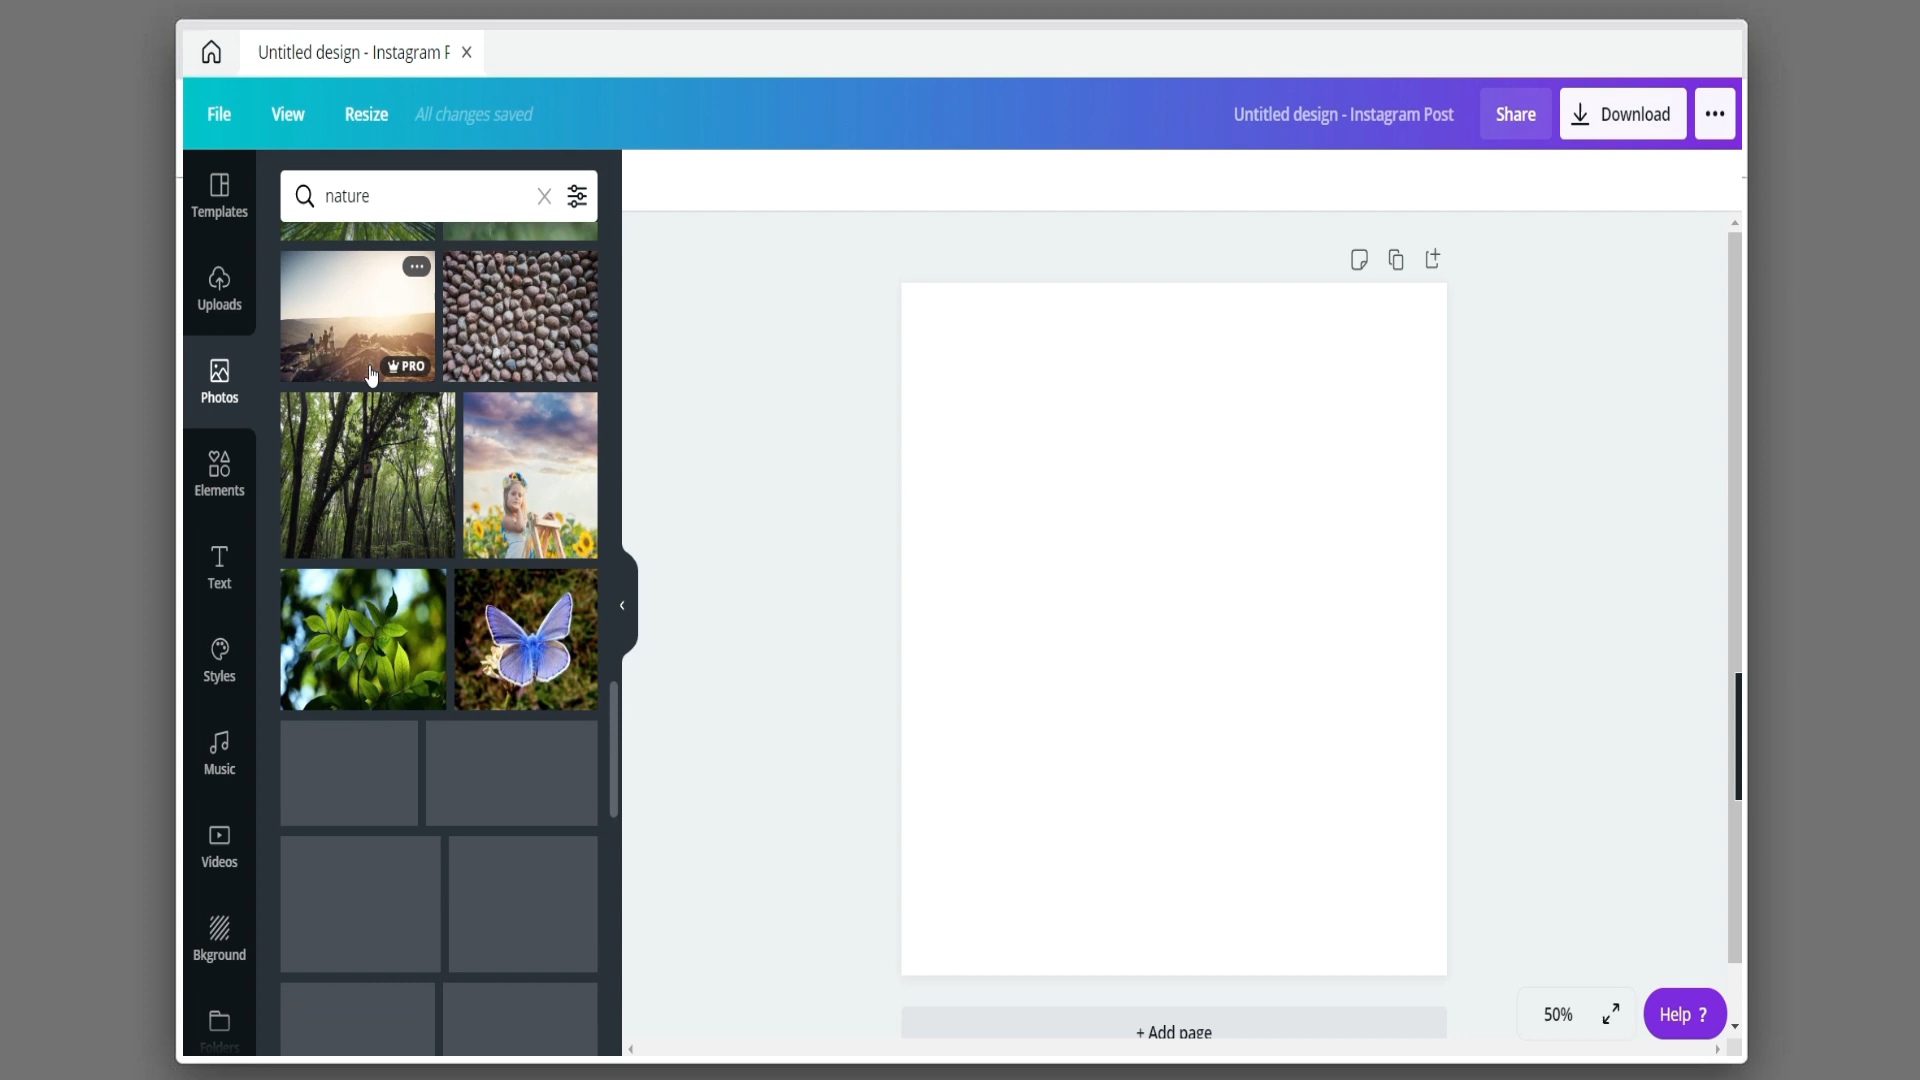 Untitled design - Instagram F
File
View
Resize
All changes saved
Untitled design - Instagram Post
Share
Download
nature
Templates
Uploads
Photos
Elements
Text
Styles
Music
Videos
Bkground
Folders
PRO
+ Add page
50%
Help ?